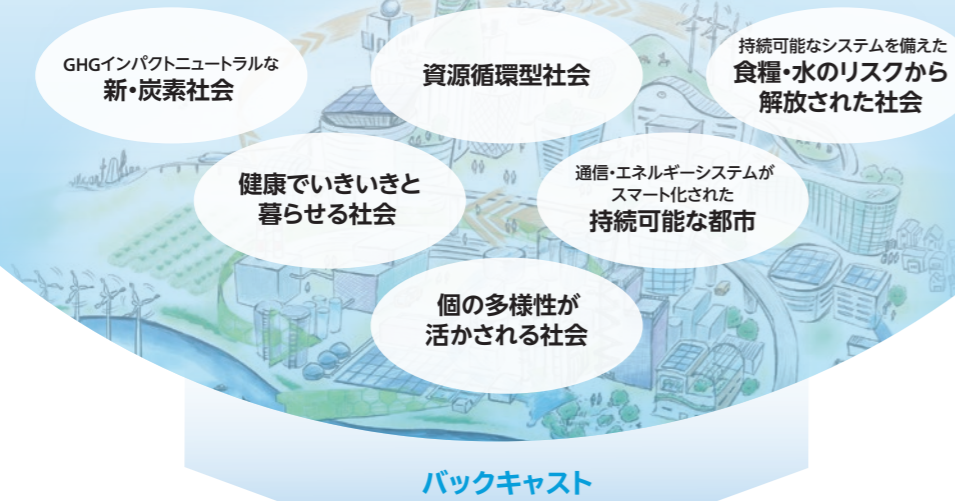 GHGインパクトニュートラルな
新・炭素社会
資源循環型社会
持続可能なシステムを備えた
食糧・水のリスクから
解放された社会
健康でいきいきと
暮らせる社会
通信・エネルギーシステムが
スマート化された
持続可能な都市
個の多様性が
活かされる社会
バックキャスト